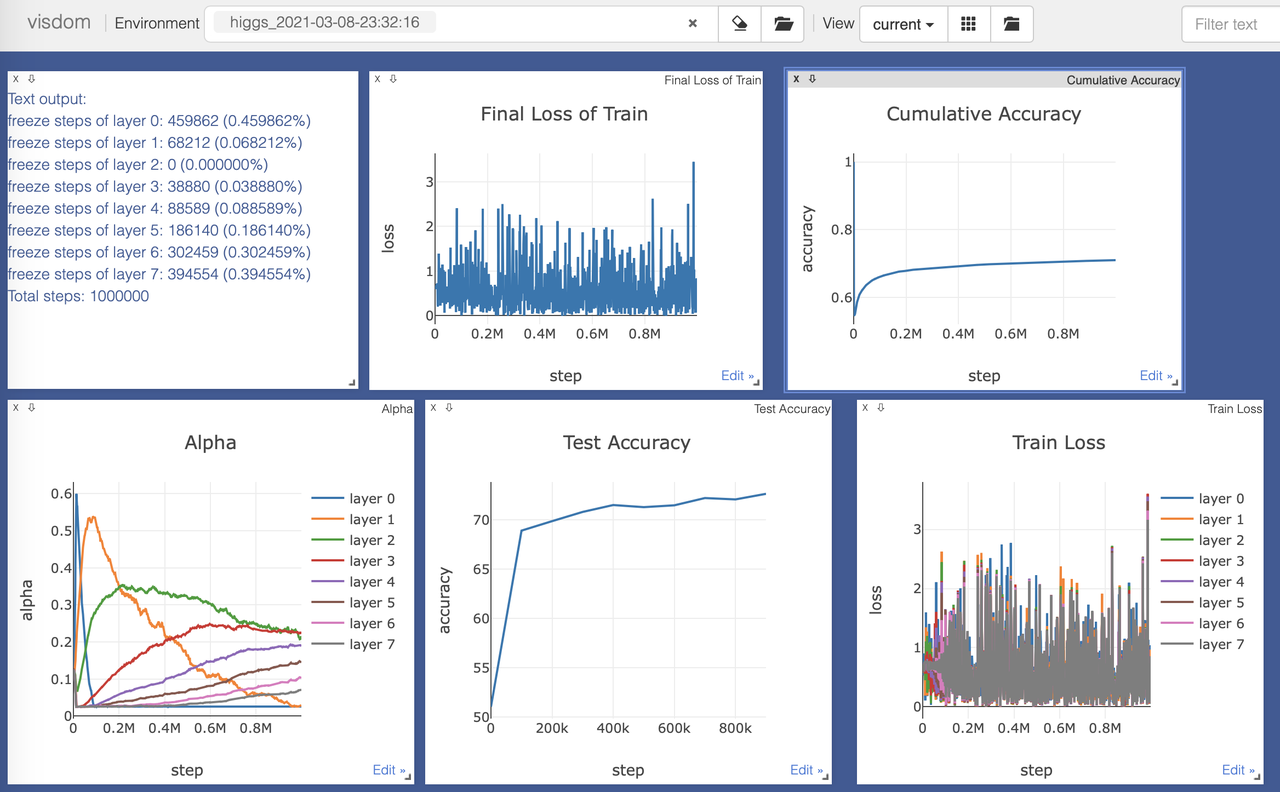 visdom Environment higgs_2021-03-08-23:32:16 × View current Filter text
x ⇩
Text output:
freeze steps of layer 0: 459862 (0.459862%)
freeze steps of layer 1: 68212 (0.068212%)
freeze steps of layer 2: 0 (0.000000%)
freeze steps of layer 3: 38880 (0.038880%)
freeze steps of layer 4: 88589 (0.088589%)
freeze steps of layer 5: 186140 (0.186140%)
freeze steps of layer 6: 302459 (0.302459%)
freeze steps of layer 7: 394554 (0.394554%)
Total steps: 1000000
x ⇩ Final Loss of Train
Final Loss of Train
3
2
1
0
loss
0 0.2M 0.4M 0.6M 0.8M
step
Edit »
x ⇩ Cumulative Accuracy
Cumulative Accuracy
1
0.8
0.6
accuracy
0 0.2M 0.4M 0.6M 0.8M
step
Edit »
x ⇩ Alpha
Alpha
0.6
0.5
0.4
0.3
0.2
0.1
0
alpha
0 0.2M 0.4M 0.6M 0.8M
step
layer 0
layer 1
layer 2
layer 3
layer 4
layer 5
layer 6
layer 7
Edit »
x ⇩ Test Accuracy
Test Accuracy
70
65
60
55
50
accuracy
0 200k 400k 600k 800k
step
Edit »
x ⇩ Train Loss
Train Loss
3
2
1
0
loss
0 0.2M 0.4M 0.6M 0.8M
step
layer 0
layer 1
layer 2
layer 3
layer 4
layer 5
layer 6
layer 7
Edit »